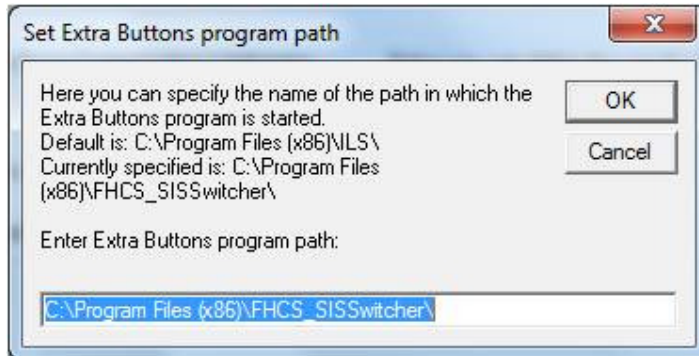 Set Extra Buttons program path
Here you can specify the name of the path in which the
Extra Buttons program is started.
Default is: C:\Program Files (x86)\ILS\
Currently specified is: C:\Program Files
(x86)\FHCS_SISSwitcher\
OK
Cancel
Enter Extra Buttons program path:
C:\Program Files (x86)\FHCS_SISSwitcher\